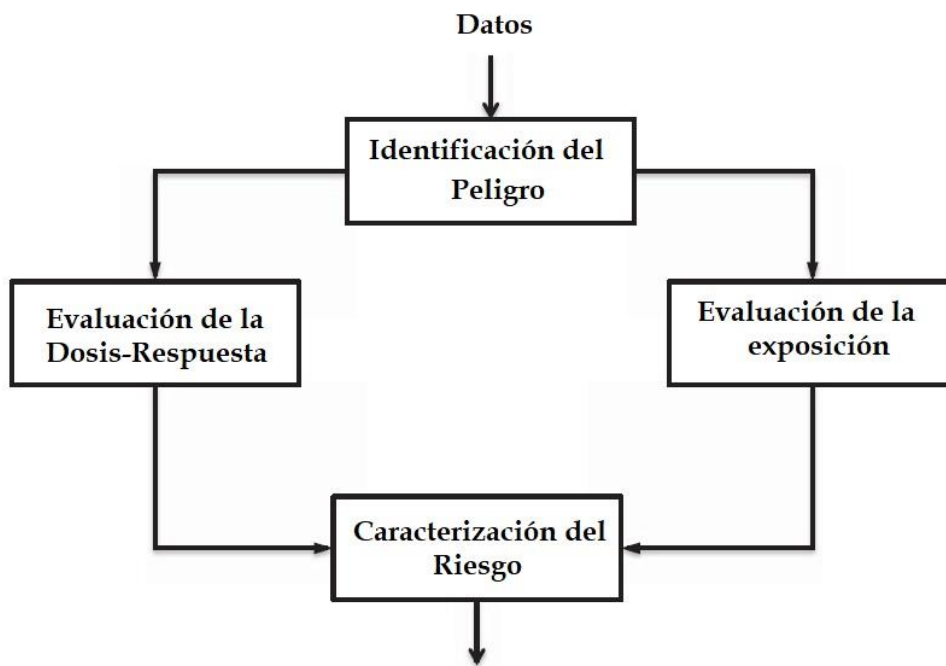 Datos
Identificación del
Peligro
Evaluación de la
Dosis-Respuesta
Evaluación de la
exposición
Caracterización del
Riesgo